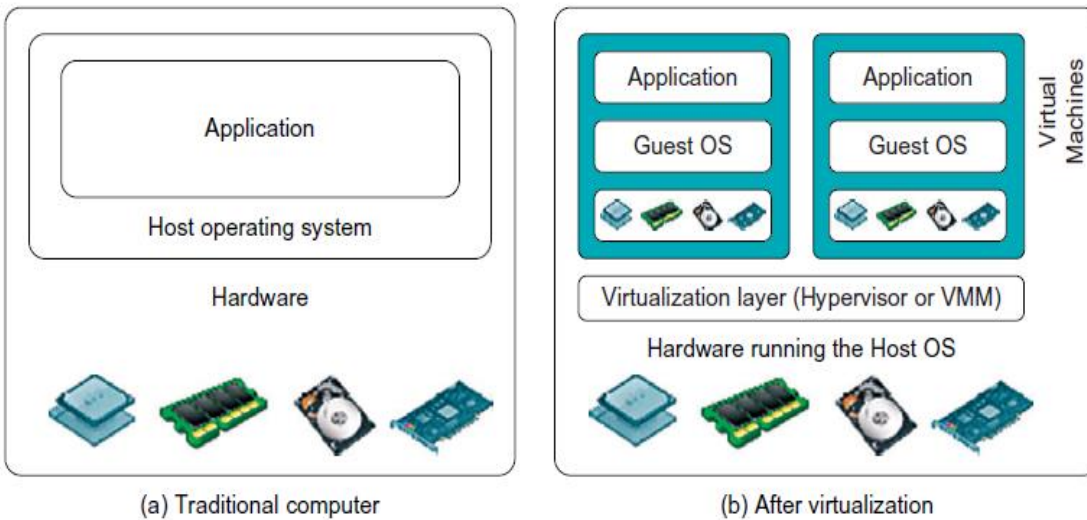 Application
Host operating system
Hardware
(a) Traditional computer
Application
Guest OS
Application
Guest OS
Virtual
Machines
Virtualization layer (Hypervisor or VMM)
Hardware running the Host OS
(b) After virtualization